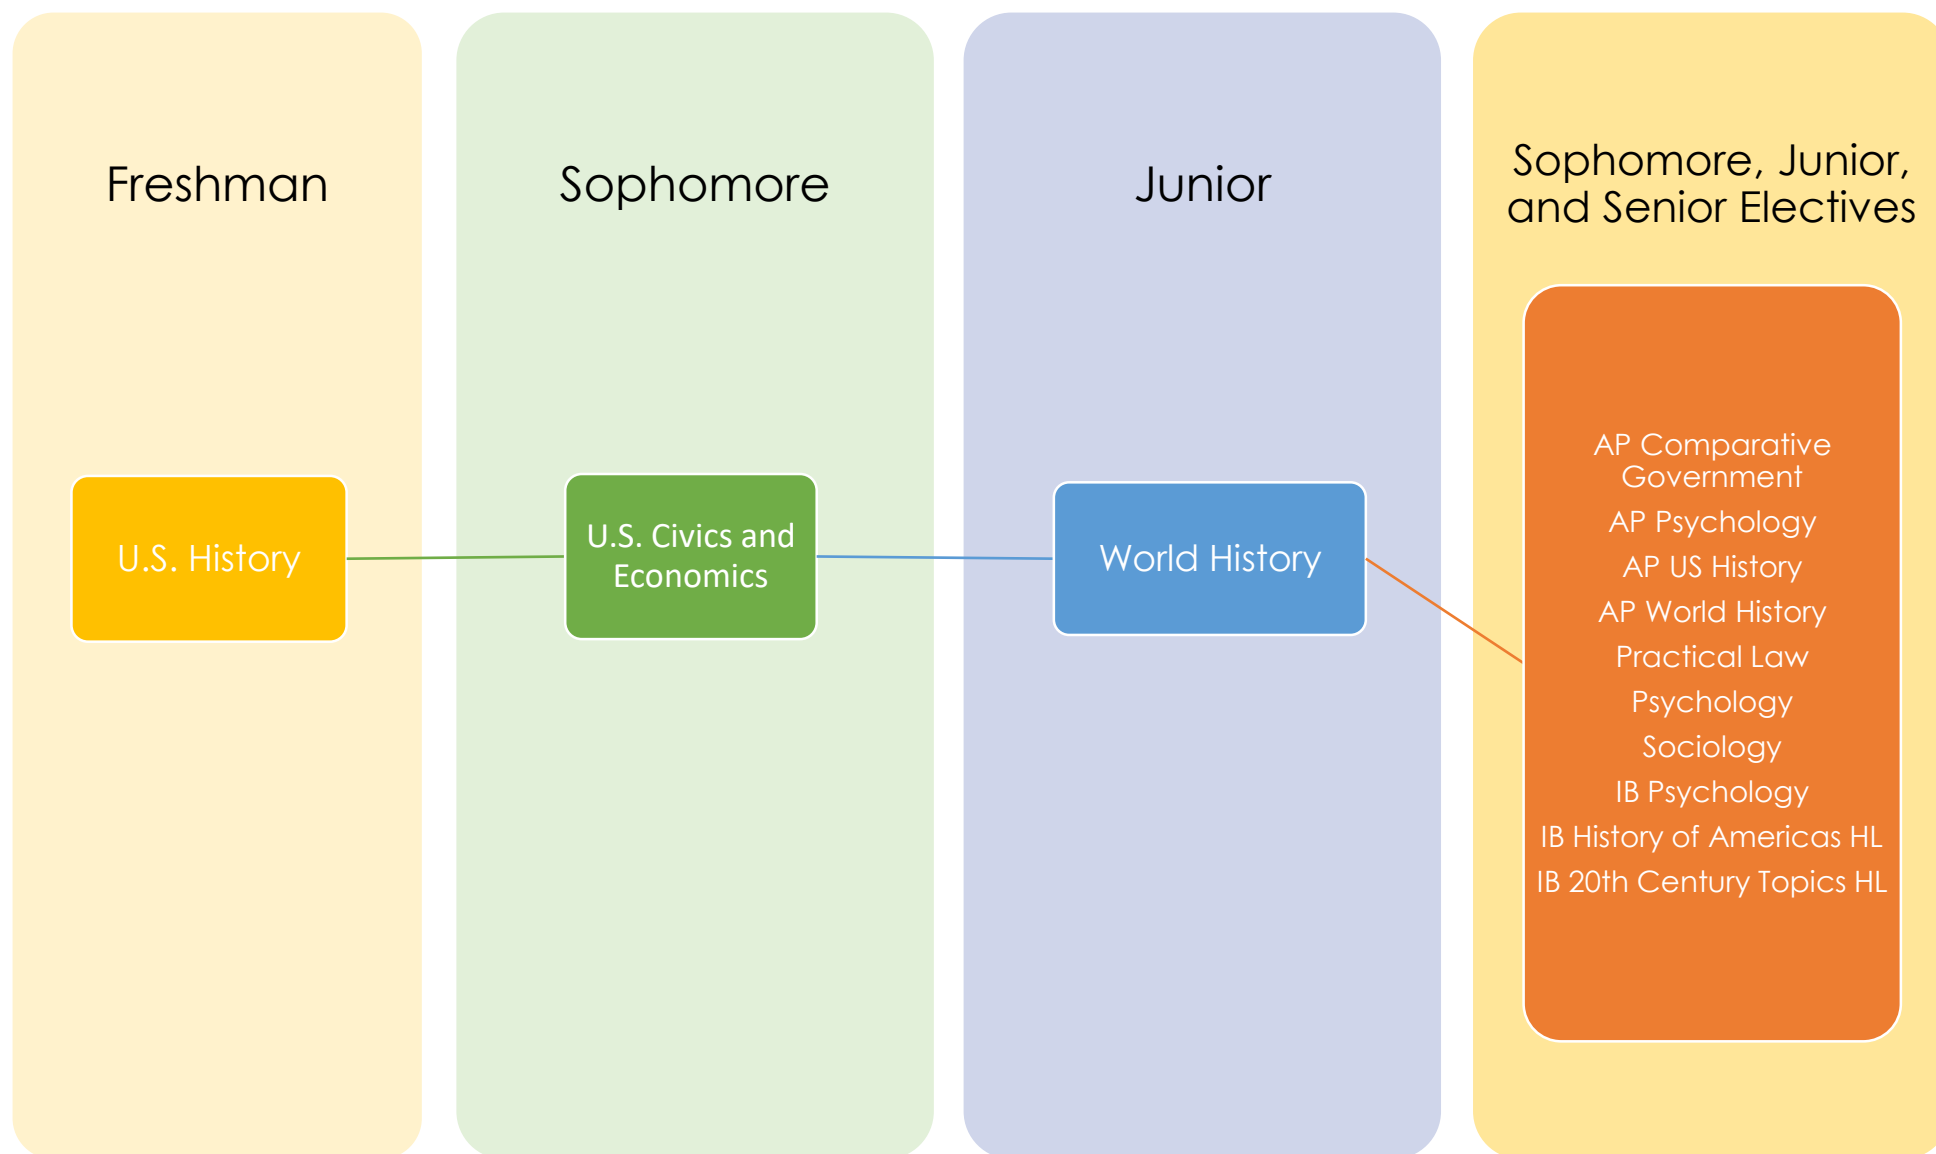 Freshman
Sophomore
Junior
Sophomore, Junior,
and Senior Electives
U.S. History
U.S. Civics and
Economics
World History
AP Comparative
Government
AP Psychology
AP US History
AP World History
Practical Law
Psychology
Sociology
IB Psychology
IB History of Americas HL
IB 20th Century Topics HL